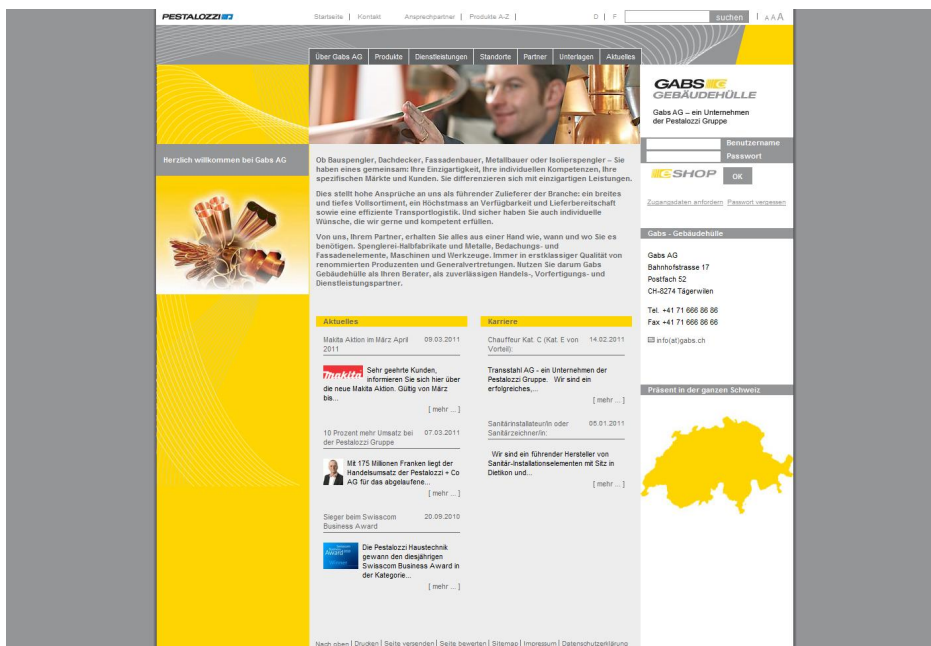 PESTALOZZI
Startseite | Kontakt Ansprechpartner | Produkte A-Z |
D | F suchen | A A A
Über Gabs AG Produkte Dienstleistungen Standorte Partner Unterlagen Aktuelles
GABS G
GEBÄUDEHÜLLE
Gabs AG – ein Unternehmen
der Pestalozzi Gruppe
Benutzername
Passwort
G SHOP OK
Zugangsdaten anfordern Passwort vergessen
Herzlich willkommen bei Gabs AG
Ob Bauspengler, Dachdecker, Fassadenbauer, Metallbauer oder Isolierspengler – Sie
haben eines gemeinsam: Ihre Einzigartigkeit, Ihre individuellen Kompetenzen, Ihre
spezifischen Märkte und Kunden. Sie differenzieren sich mit einzigartigen Leistungen.
Dies stellt hohe Ansprüche an uns als führender Zulieferer der Branche: ein breites
und tiefes Vollsortiment, ein Höchstmass an Verfügbarkeit und Lieferbereitschaft
sowie eine effiziente Transportlogistik. Und sicher haben Sie auch individuelle
Wünsche, die wir gerne und kompetent erfüllen.
Von uns, Ihrem Partner, erhalten Sie alles aus einer Hand wie, wann und wo Sie es
benötigen. Spenglerei-Halbfabrikate und Metalle, Bedachungs- und
Fassadenelemente, Maschinen und Werkzeuge. Immer in erstklassiger Qualität von
renommierten Produzenten und Generalvertretungen. Nutzen Sie darum Gabs
Gebäudehülle als Ihren Berater, als zuverlässigen Handels-, Vorfertigungs- und
Dienstleistungspartner.
Gabs - Gebäudehülle
Gabs AG
Bahnhofstrasse 17
Postfach 52
CH-8274 Tägerwilen
Tel. +41 71 666 86 86
Fax +41 71 666 86 66
info(at)gabs.ch
Präsent in der ganzen Schweiz
Aktuelles
Makita Aktion im März April 09.03.2011
2011
makita
Sehr geehrte Kunden,
informieren Sie sich hier über
die neue Makita Aktion. Gültig von März
bis...
[ mehr ... ]
10 Prozent mehr Umsatz bei 07.03.2011
der Pestalozzi Gruppe
Mit 175 Millionen Franken liegt der
Handelsumsatz der Pestalozzi + Co
AG für das abgelaufene...
[ mehr ... ]
Sieger beim Swisscom 20.09.2010
Business Award
Award
Die Pestalozzi Haustechnik
gewann den diesjährigen
Swisscom Business Award in
der Kategorie...
[ mehr ... ]
Karriere
Chauffeur Kat. C (Kat. E von 14.02.2011
Vorteil):
Transstahl AG - ein Unternehmen der
Pestalozzi Gruppe. Wir sind ein
erfolgreiches,...
[ mehr ... ]
Sanitärinstallateur/in oder 05.01.2011
Sanitärzeichner/in:
Wir sind ein führender Hersteller von
Sanitär-Installationselementen mit Sitz in
Dietikon und...
[ mehr ... ]
Nach oben | Drucken | Seite versenden | Seite bewerten | Sitemap | Impressum | Datenschutzerklärung